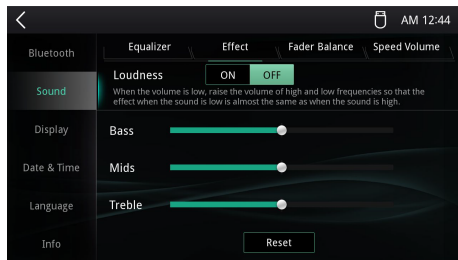 AM 12:44
Bluetooth
Equalizer Effect Fader Balance Speed Volume
Loudness ON OFF
Sound
When the volume is low, raise the volume of high and low frequencies so that the
effect when the sound is low is almost the same as when the sound is high.
Display
Bass
Date & Time
Mids
Language
Treble
Info
Reset